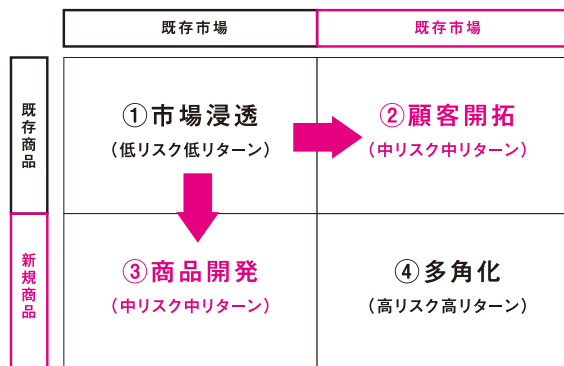 既存市場
既存市場
既存商品
①市場浸透
(低リスク低リターン)
②顧客開拓
(中リスク中リターン)
新規商品
③商品開発
(中リスク中リターン)
④多角化
(高リスク高リターン)